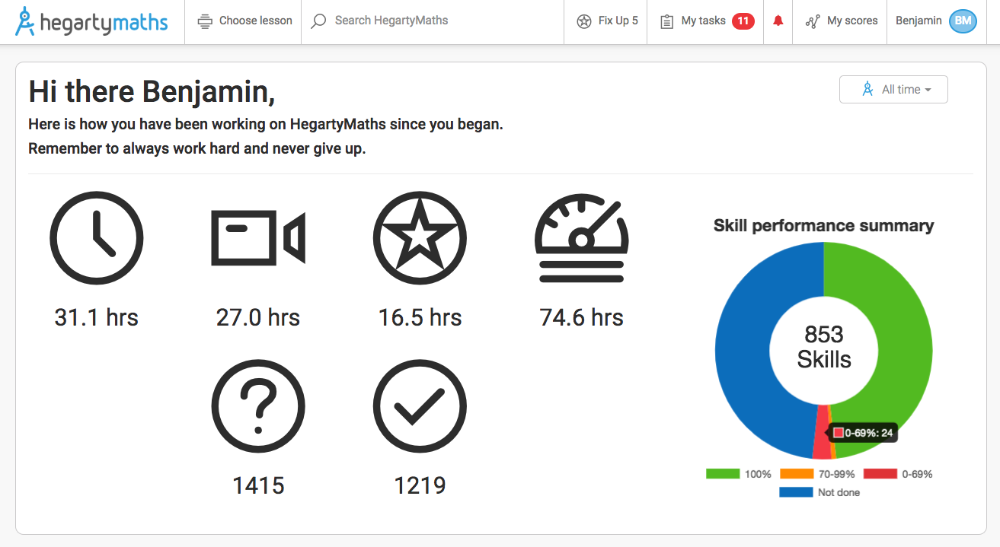 hegartymaths
Choose lesson
Search HegartyMaths
Fix Up 5
My tasks 11
My scores
Benjamin BM
Hi there Benjamin,
All time
Here is how you have been working on HegartyMaths since you began.
Remember to always work hard and never give up.
31.1 hrs
27.0 hrs
16.5 hrs
74.6 hrs
1415
1219
Skill performance summary
853
Skills
0-69%: 24
100%
70-99%
0-69%
Not done